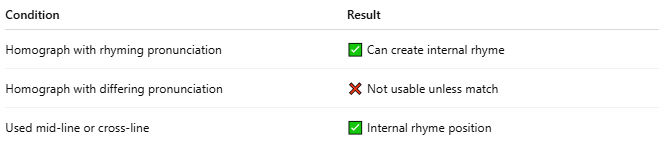 Condition Result
Homograph with rhyming pronunciation ✅ Can create internal rhyme
Homograph with differing pronunciation ❌ Not usable unless match
Used mid-line or cross-line ✅ Internal rhyme position